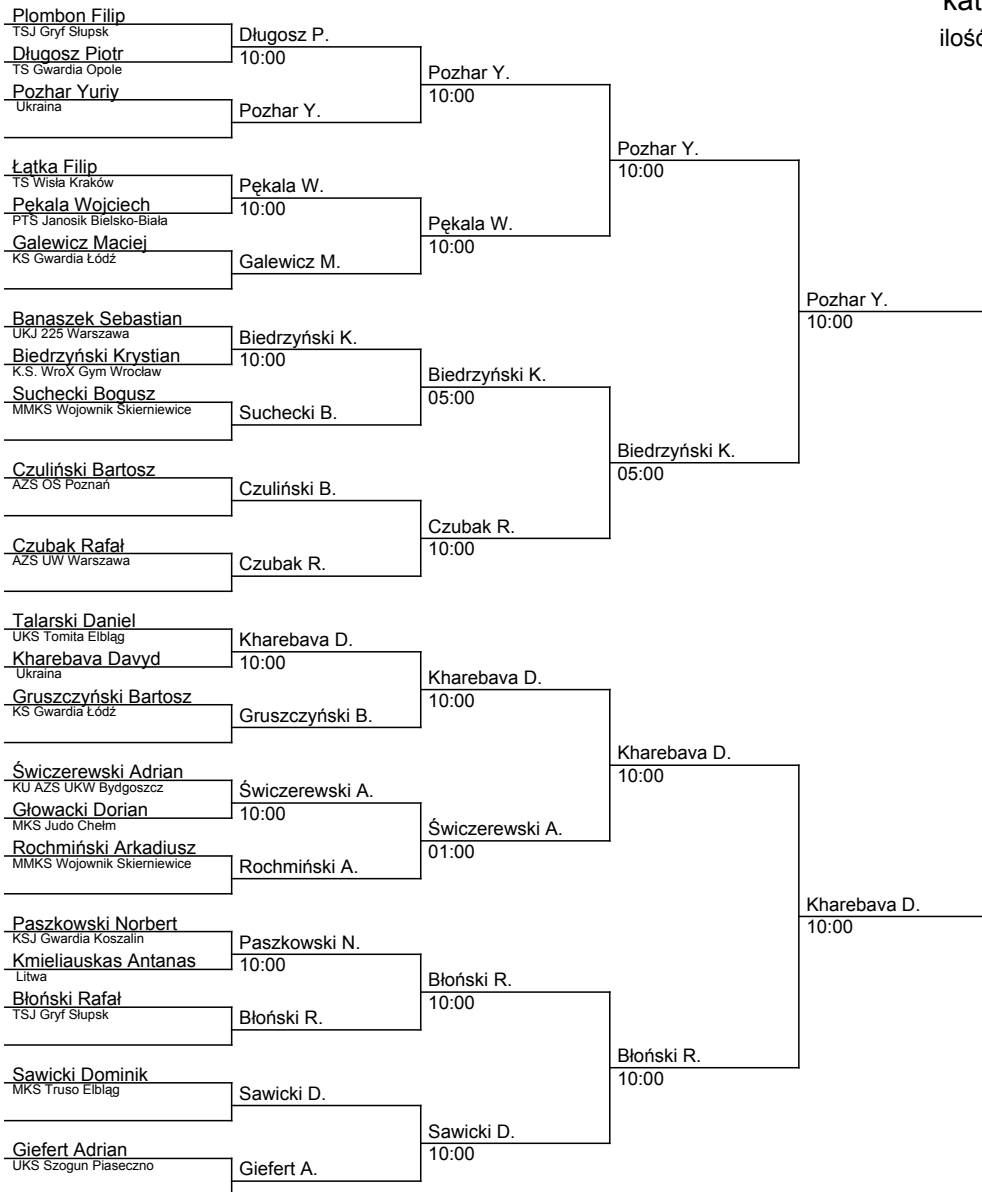 kat
ilość
Plombon Filip
TSJ Gryf Słupsk
Długosz P.
Długosz Piotr
10:00
TS Gwardia Opole
Pozhar Y.
Pozhar Yuriy
10:00
Ukraina
Pozhar Y.
Pozhar Y.
Łątka Filip
10:00
TS Wisła Kraków
Pękala W.
Pękala Wojciech
10:00
PTS Janosik Bielsko-Biała
Pękala W.
Galewicz Maciej
10:00
KS Gwardia Łódź
Galewicz M.
Pozhar Y.
Banaszek Sebastian
10:00
UKJ 225 Warszawa
Biedrzyński K.
Biedrzyński Krystian
10:00
K.S. WroX Gym Wrocław
Biedrzyński K.
Suchecki Bogusz
05:00
MMKS Wojownik Skierniewice
Suchecki B.
Biedrzyński K.
Czuliński Bartosz
05:00
AZS OŚ Poznań
Czuliński B.
Czubak R.
Czubak Rafał
10:00
AZS UW Warszawa
Czubak R.
Talarski Daniel
UKS Tomita Elbląg
Kharebava D.
Kharebava Davyd
10:00
Ukraina
Kharebava D.
Gruszczyński Bartosz
10:00
KS Gwardia Łódź
Gruszczyński B.
Kharebava D.
Świczerewski Adrian
10:00
KU AZS UKW Bydgoszcz
Świczerewski A.
Głowacki Dorian
10:00
MKS Judo Chełm
Świczerewski A.
Rochmiński Arkadiusz
01:00
MMKS Wojownik Skierniewice
Rochmiński A.
Kharebava D.
Paszkowski Norbert
10:00
KSJ Gwardia Koszalin
Paszkowski N.
Kmieliauskas Antanas
10:00
Litwa
Błoński R.
Błoński Rafał
10:00
TSJ Gryf Słupsk
Błoński R.
Błoński R.
Sawicki Dominik
10:00
MKS Truso Elbląg
Sawicki D.
Sawicki D.
Giefert Adrian
10:00
UKS Szogun Piaseczno
Giefert A.